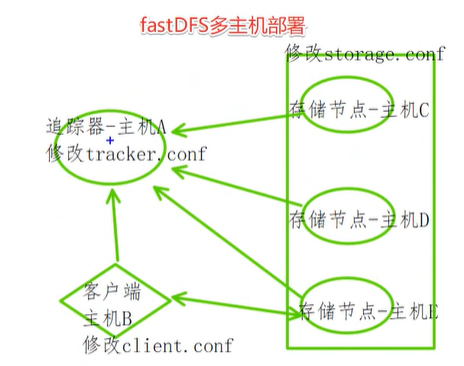 fastDFS多主机部署
修改storage.conf
存储节点-主机C
追踪器-主机A
修改tracker.conf
存储节点-主机D
客户端
主机B
修改client.conf
存储节点-主机E